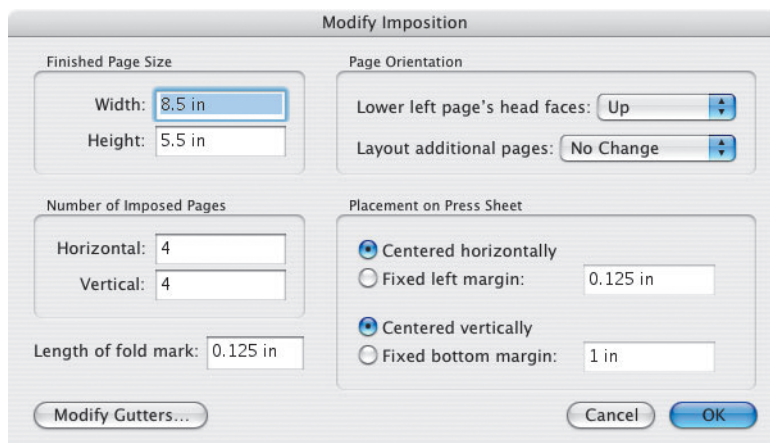 Modify Imposition
Finished Page Size
Width: 8.5 in
Height: 5.5 in
Page Orientation
Lower left page's head faces: Up
Layout additional pages: No Change
Number of Imposed Pages
Horizontal: 4
Vertical: 4
Length of fold mark: 0.125 in
Placement on Press Sheet
Centered horizontally
Fixed left margin: 0.125 in
Centered vertically
Fixed bottom margin: 1 in
Modify Gutters...
Cancel OK